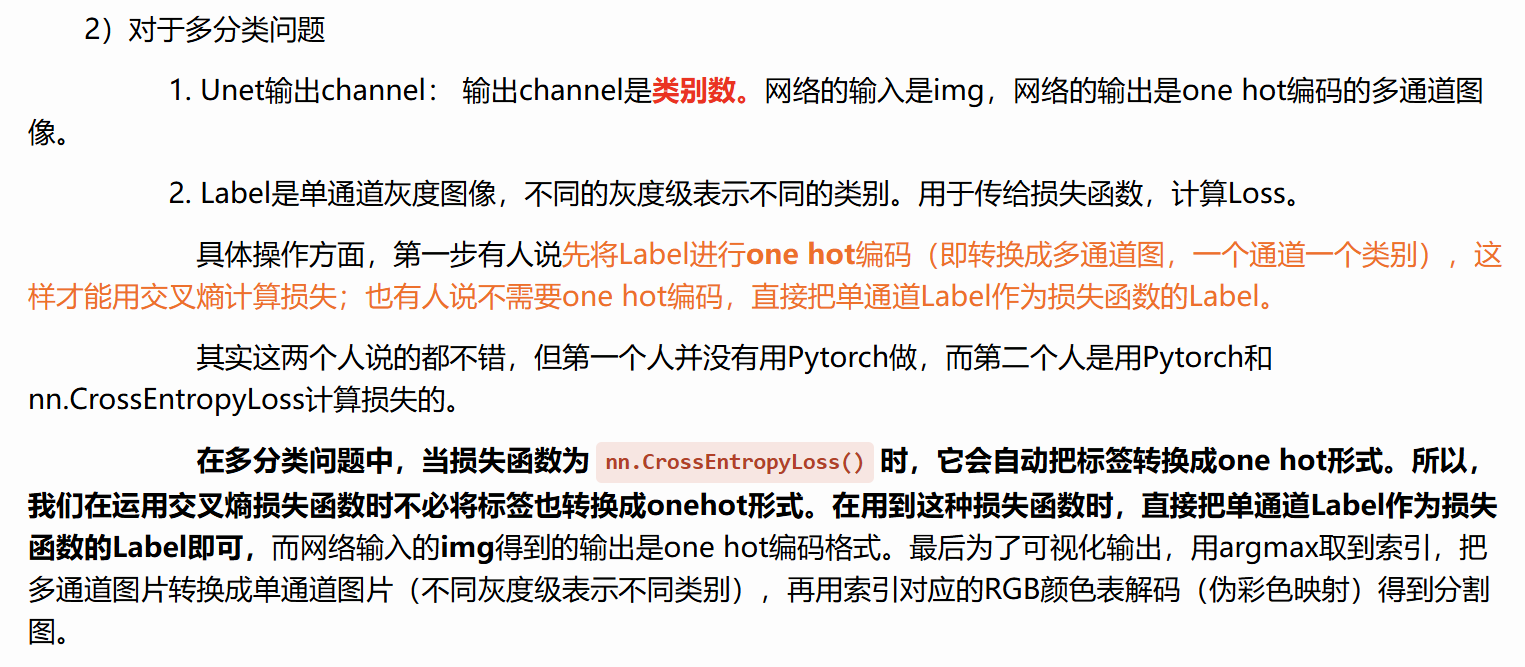 2）对于多分类问题
1. Unet输出channel： 输出channel是类别数。网络的输入是img，网络的输出是one hot编码的多通道图
像。
2. Label是单通道灰度图像，不同的灰度级表示不同的类别。用于传给损失函数，计算Loss。
具体操作方面，第一步有人说先将Label进行one hot编码（即转换成多通道图，一个通道一个类别），这
样才能用交叉熵计算损失；也有人说不需要one hot编码，直接把单通道Label作为损失函数的Label。
其实这两个人说的都不错，但第一个人并没有用Pytorch做，而第二个人是用Pytorch和
nn.CrossEntropyLoss计算损失的。
在多分类问题中，当损失函数为 nn.CrossEntropyLoss() 时，它会自动把标签转换成one hot形式。所以，
我们在运用交叉熵损失函数时不必将标签也转换成onehot形式。在用到这种损失函数时，直接把单通道Label作为损失
函数的Label即可，而网络输入的img得到的输出是one hot编码格式。最后为了可视化输出，用argmax取到索引，把
多通道图片转换成单通道图片（不同灰度级表示不同类别），再用索引对应的RGB颜色表解码（伪彩色映射）得到分割
图。